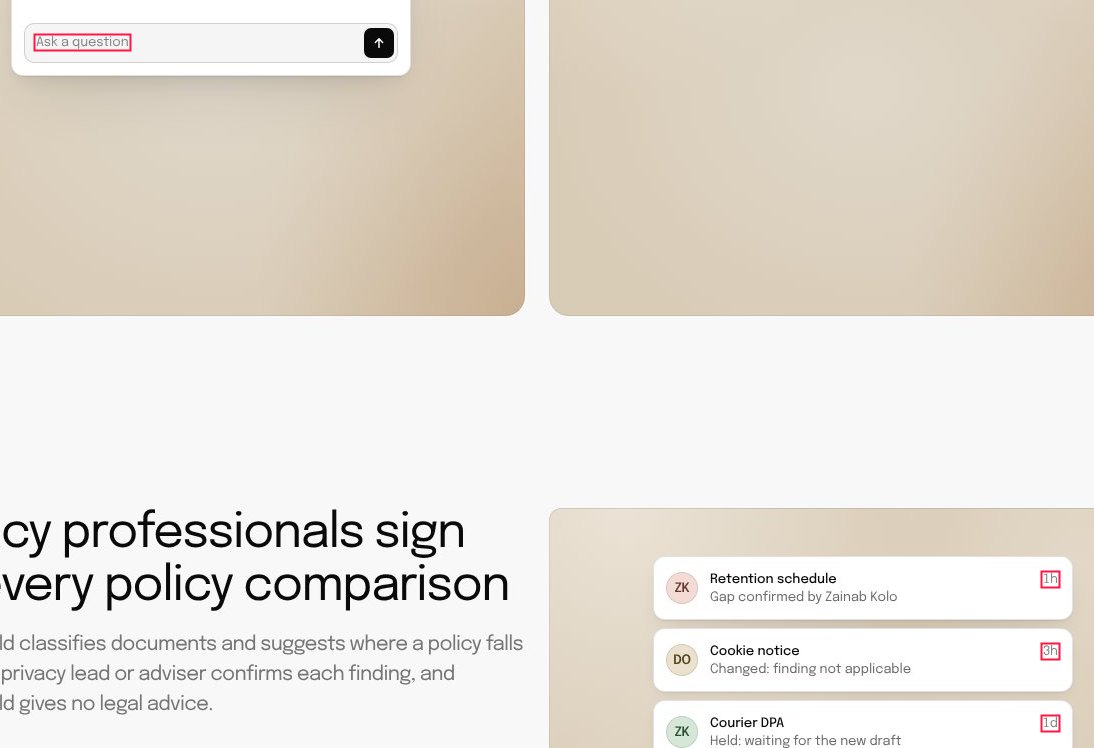 Ask a question
cy professionals sign
every policy comparison
ld classifies documents and suggests where a policy falls
privacy lead or adviser confirms each finding, and
ld gives no legal advice.
ZK
Retention schedule
1h
Gap confirmed by Zainab Kolo
DO
Cookie notice
3h
Changed: finding not applicable
ZK
Courier DPA
1d
Held: waiting for the new draft